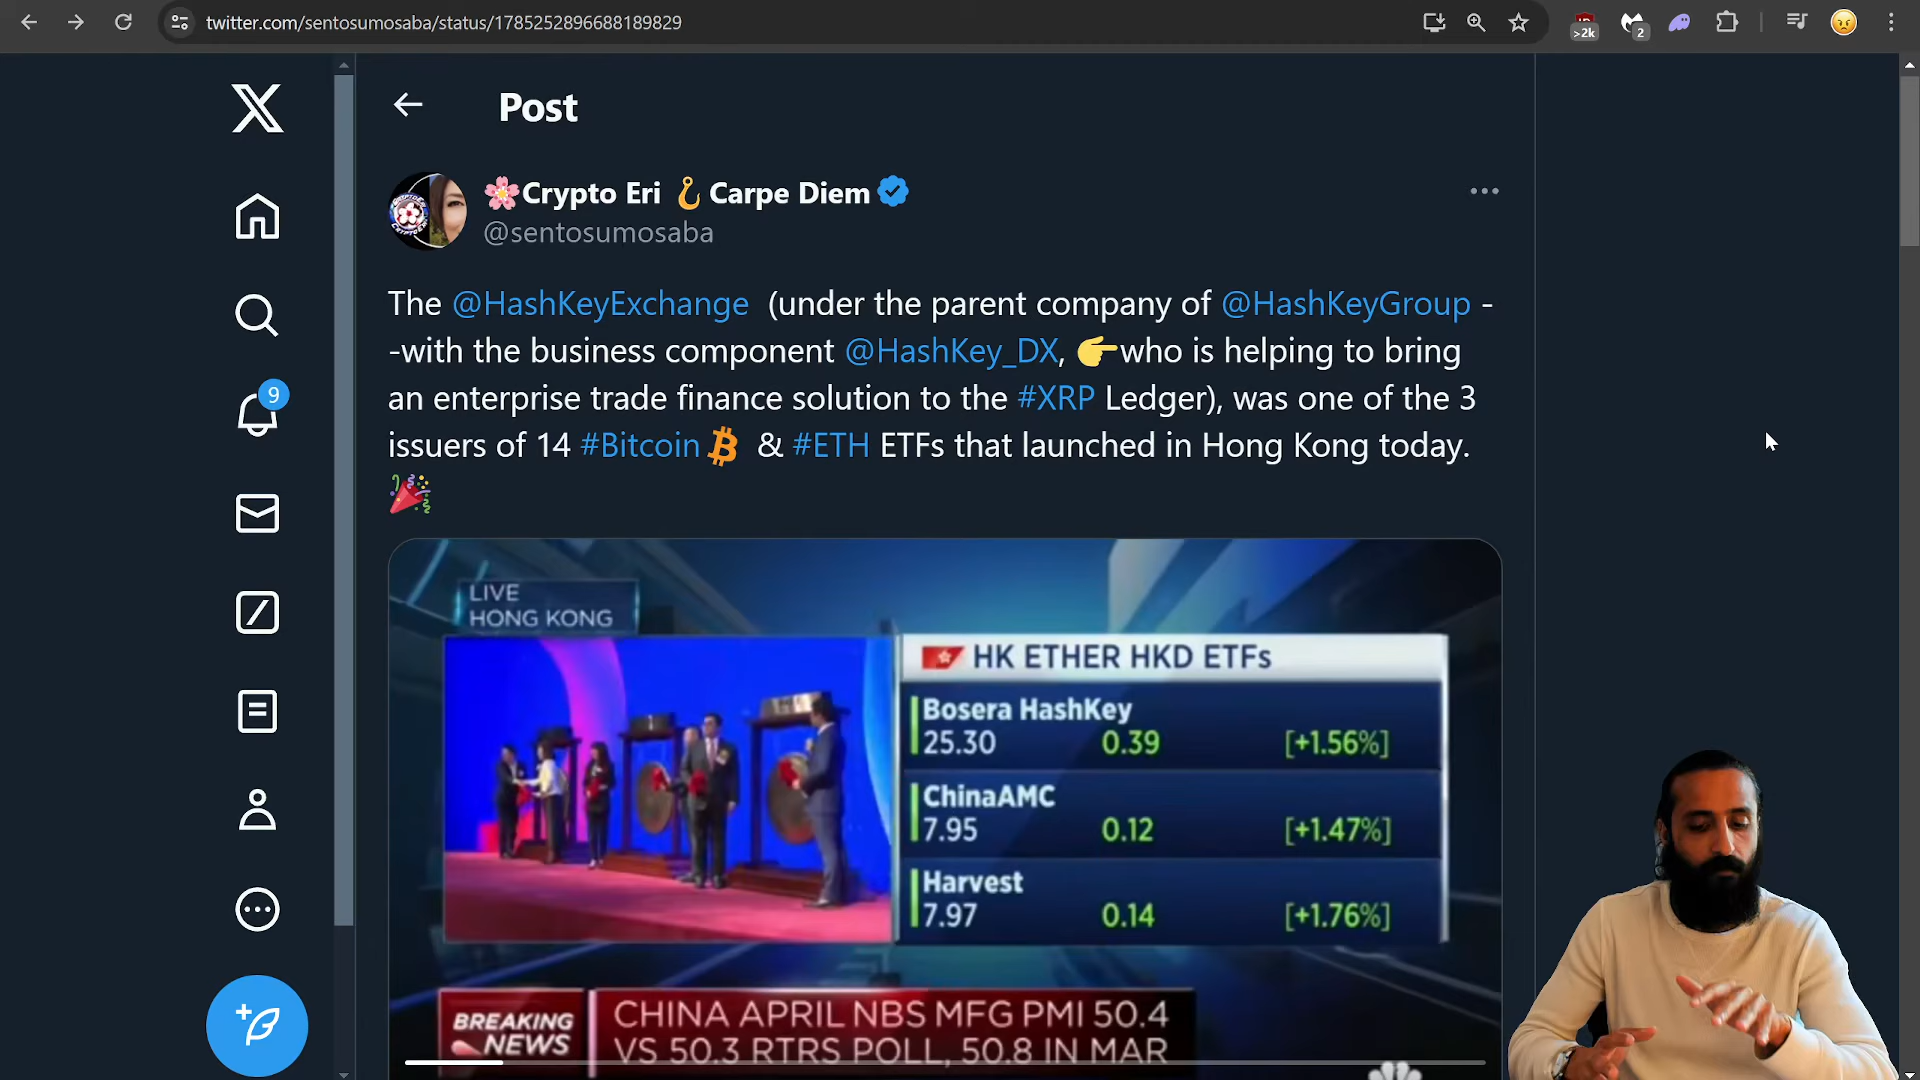 twitter.com/sentosumosaba/status/1785252896688189829
>2k
2
Post
🌸Crypto Eri 🪝Carpe Diem
@sentosumosaba
The @HashKeyExchange (under the parent company of @HashKeyGroup -
-with the business component @HashKey_DX, 👉who is helping to bring
an enterprise trade finance solution to the #XRP Ledger), was one of the 3
issuers of 14 #Bitcoin & #ETH ETFs that launched in Hong Kong today.
🎉
9
LIVE
HONG KONG
HK ETHER HKD ETFs
Bosera HashKey
25.30 0.39 [+1.56%]
ChinaAMC
7.95 0.12 [+1.47%]
Harvest
7.97 0.14 [+1.76%]
BREAKING
NEWS
CHINA APRIL NBS MFG PMI 50.4
VS 50.3 RTRS POLL, 50.8 IN MAR